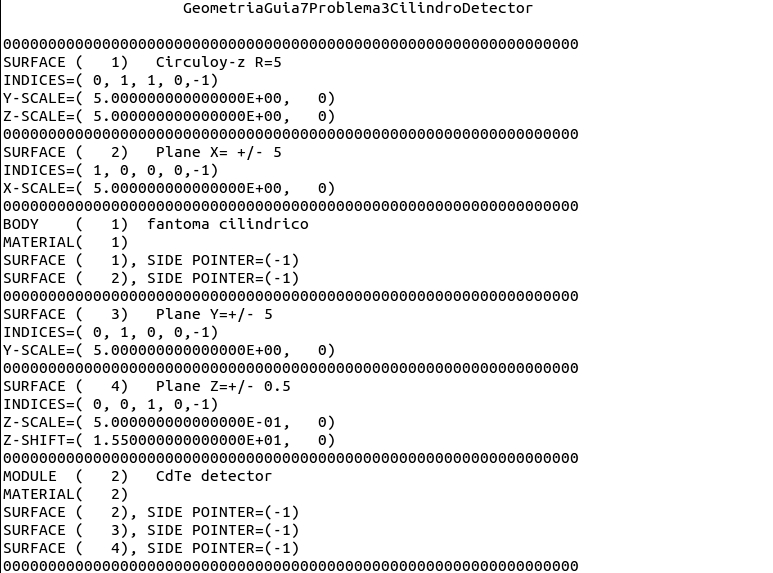 GeometriaGuia7Problema3CilindroDetector
0000000000000000000000000000000000000000000000000000000000000000
SURFACE (   1)   Circuloy-z R=5
INDICES=( 0, 1, 1, 0,-1)
Y-SCALE=( 5.000000000000000E+00,   0)
Z-SCALE=( 5.000000000000000E+00,   0)
0000000000000000000000000000000000000000000000000000000000000000
SURFACE (   2)   Plane X= +/- 5
INDICES=( 1, 0, 0, 0,-1)
X-SCALE=( 5.000000000000000E+00,   0)
0000000000000000000000000000000000000000000000000000000000000000
BODY    (   1)  fantoma cilindrico
MATERIAL(   1)
SURFACE (   1), SIDE POINTER=(-1)
SURFACE (   2), SIDE POINTER=(-1)
0000000000000000000000000000000000000000000000000000000000000000
SURFACE (   3)   Plane Y=+/- 5
INDICES=( 0, 1, 0, 0,-1)
Y-SCALE=( 5.000000000000000E+00,   0)
0000000000000000000000000000000000000000000000000000000000000000
SURFACE (   4)   Plane Z=+/- 0.5
INDICES=( 0, 0, 1, 0,-1)
Z-SCALE=( 5.000000000000000E-01,   0)
Z-SHIFT=( 1.550000000000000E+01,   0)
0000000000000000000000000000000000000000000000000000000000000000
MODULE  (   2)   CdTe detector
MATERIAL(   2)
SURFACE (   2), SIDE POINTER=(-1)
SURFACE (   3), SIDE POINTER=(-1)
SURFACE (   4), SIDE POINTER=(-1)
0000000000000000000000000000000000000000000000000000000000000000